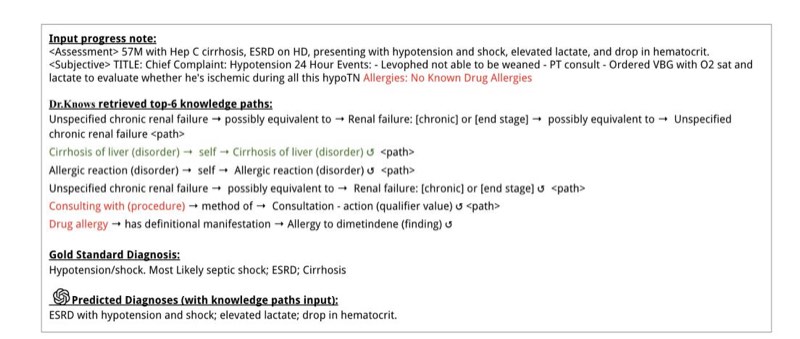 Input progress note:
<Assessment> 57M with Hep C cirrhosis, ESRD on HD, presenting with hypotension and shock, elevated lactate, and drop in hematocrit.
<Subjective> TITLE: Chief Complaint: Hypotension 24 Hour Events: - Levophed not able to be weaned - PT consult - Ordered VBG with O2 sat and
lactate to evaluate whether he's ischemic during all this hypoTN Allergies: No Known Drug Allergies
Dr.Knows retrieved top-6 knowledge paths:
Unspecified chronic renal failure → possibly equivalent to → Renal failure: [chronic] or [end stage] → possibly equivalent to → Unspecified
chronic renal failure <path>
Cirrhosis of liver (disorder) → self → Cirrhosis of liver (disorder) ↺ <path>
Allergic reaction (disorder) → self → Allergic reaction (disorder) ↺ <path>
Unspecified chronic renal failure → possibly equivalent to → Renal failure: [chronic] or [end stage] ↺ <path>
Consulting with (procedure) → method of → Consultation - action (qualifier value) ↺ <path>
Drug allergy → has definitional manifestation → Allergy to dimetindene (finding) ↺
Gold Standard Diagnosis:
Hypotension/shock. Most Likely septic shock; ESRD; Cirrhosis
Predicted Diagnoses (with knowledge paths input):
ESRD with hypotension and shock; elevated lactate; drop in hematocrit.